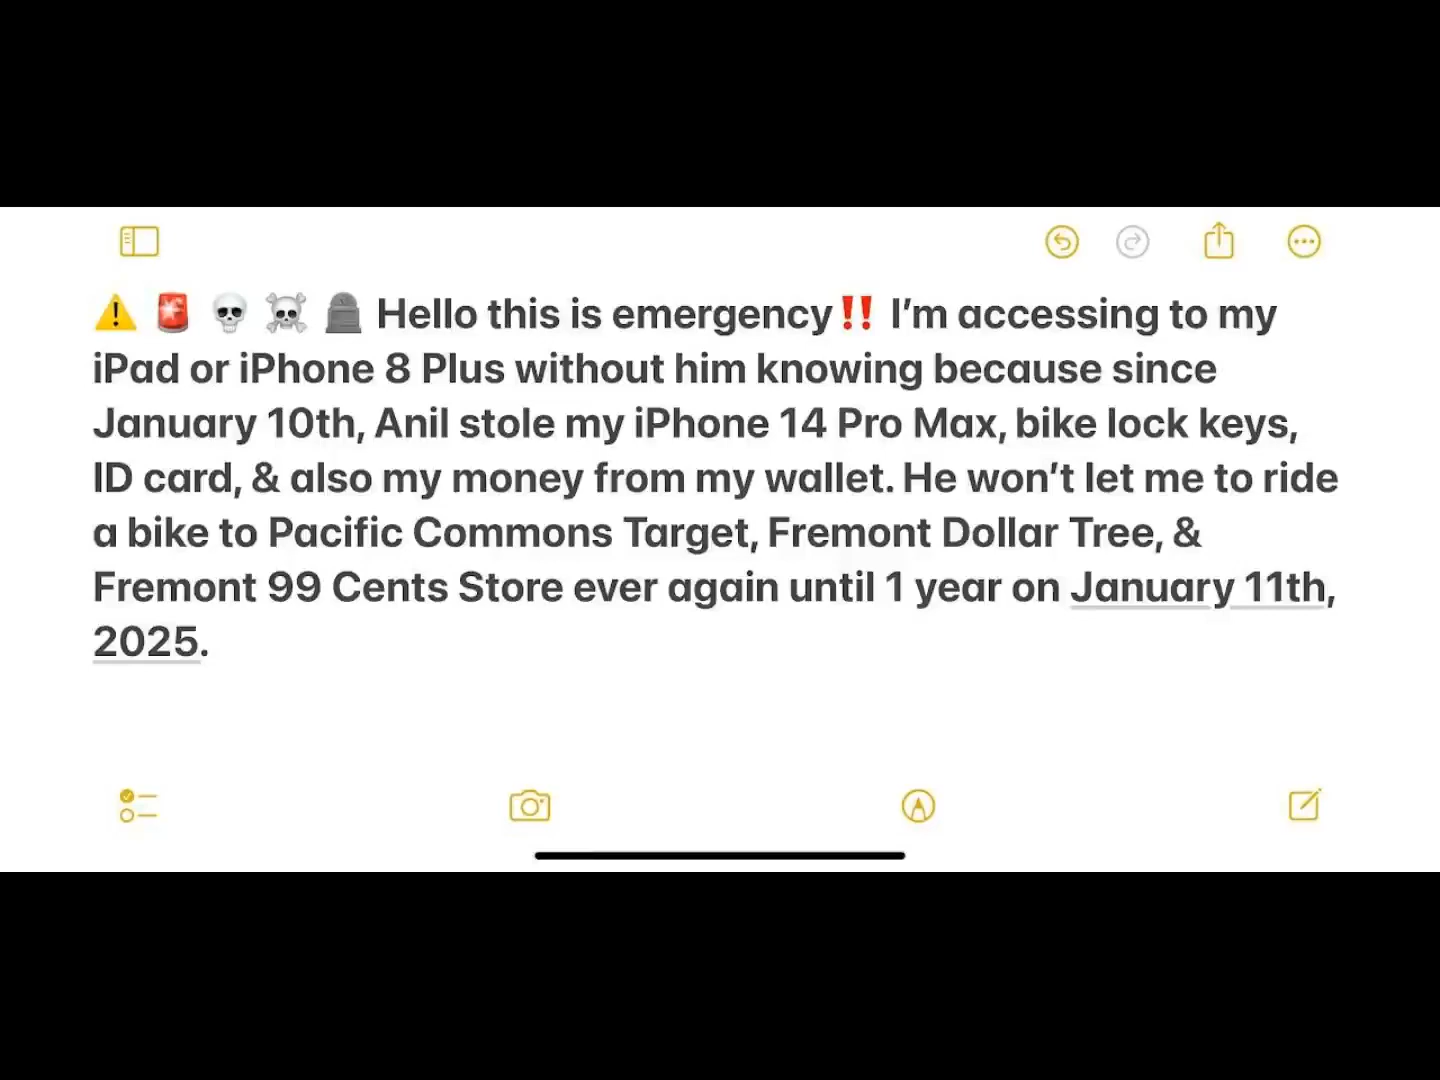 ⚠️ 🚨 💀 ☠️ 🪦 Hello this is emergency‼️ I’m accessing to my
iPad or iPhone 8 Plus without him knowing because since
January 10th, Anil stole my iPhone 14 Pro Max, bike lock keys,
ID card, & also my money from my wallet. He won’t let me to ride
a bike to Pacific Commons Target, Fremont Dollar Tree, &
Fremont 99 Cents Store ever again until 1 year on January 11th,
2025.